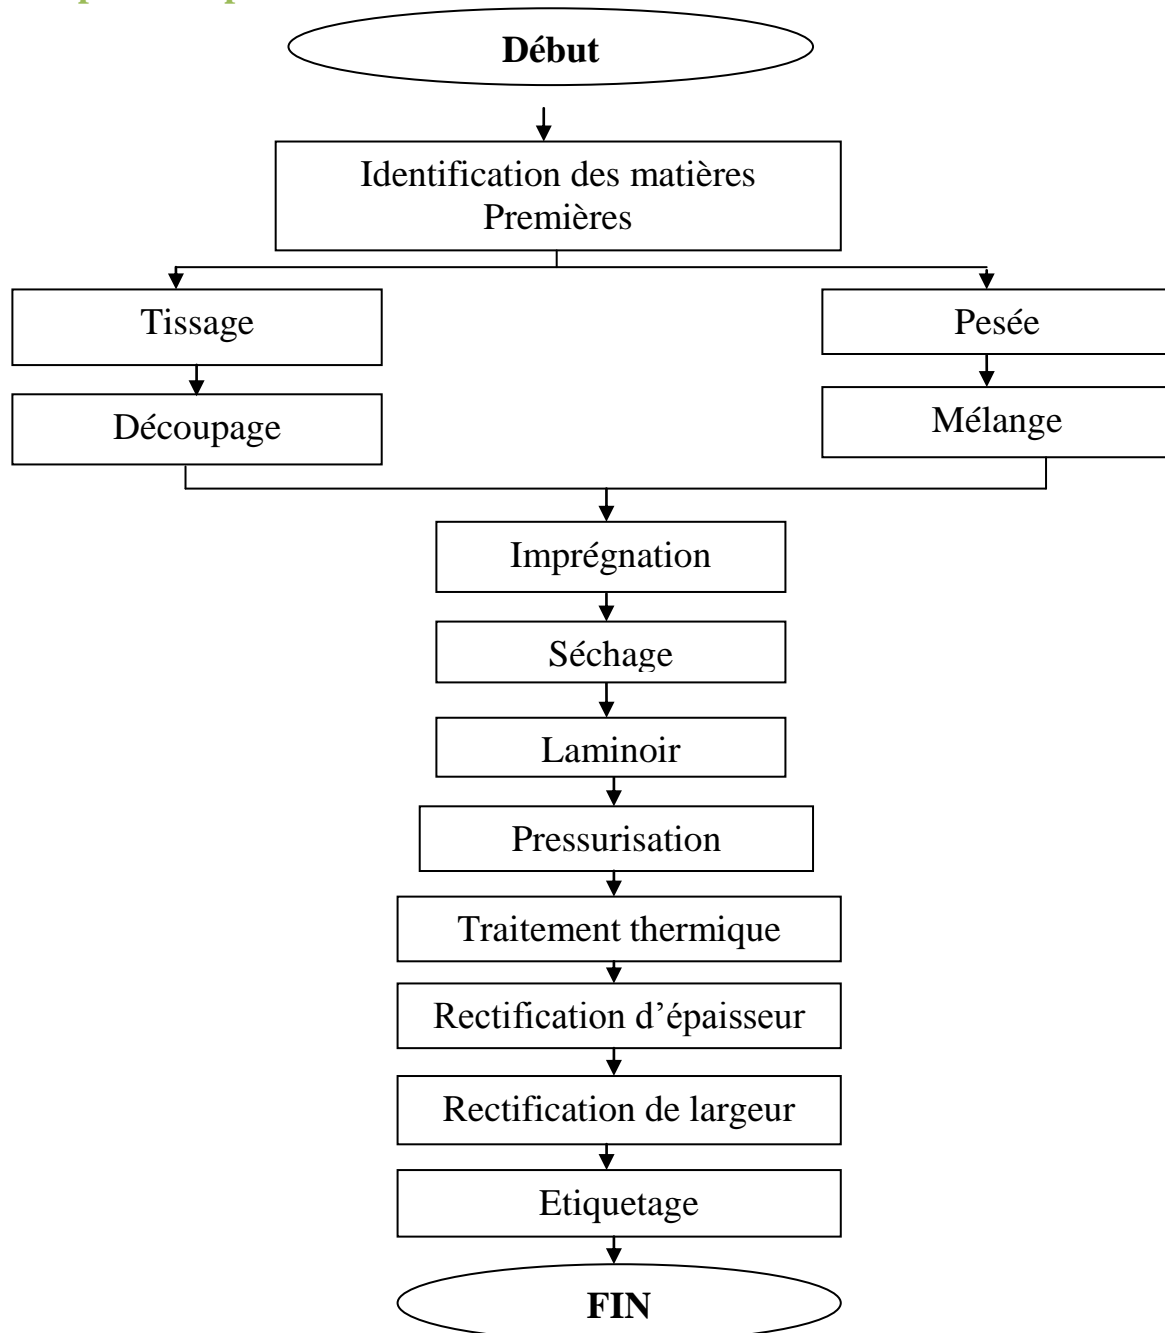 Début
Identification des matières
Premières
Tissage
Pesée
Découpage
Mélange
Imprégnation
Séchage
Laminoir
Pressurisation
Traitement thermique
Rectification d’épaisseur
Rectification de largeur
Etiquetage
FIN